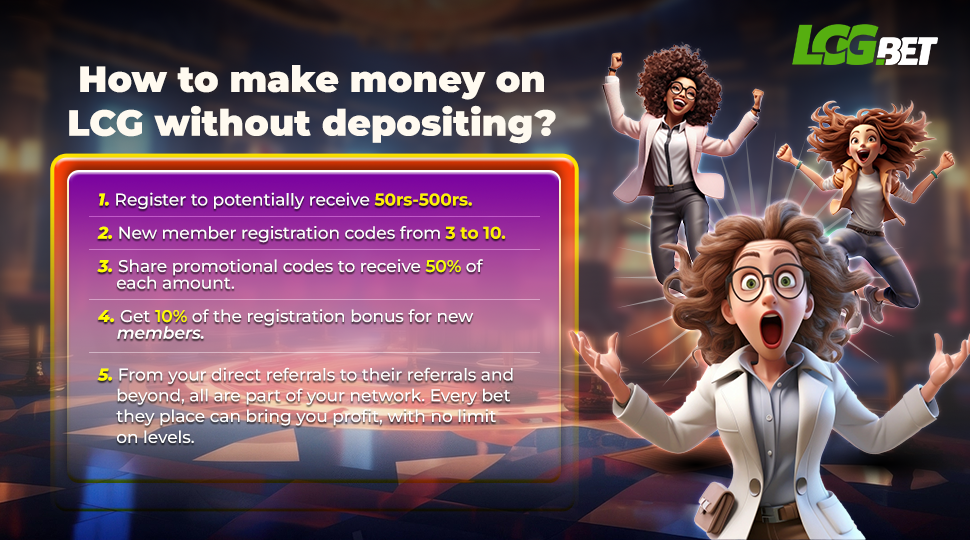 LCG.BET
How to make money on
LCG without depositing?
1. Register to potentially receive 50rs-500rs.
2. New member registration codes from 3 to 10.
3. Share promotional codes to receive 50% of
each amount.
4. Get 10% of the registration bonus for new
members.
5. From your direct referrals to their referrals and
beyond, all are part of your network. Every bet
they place can bring you profit, with no limit
on levels.